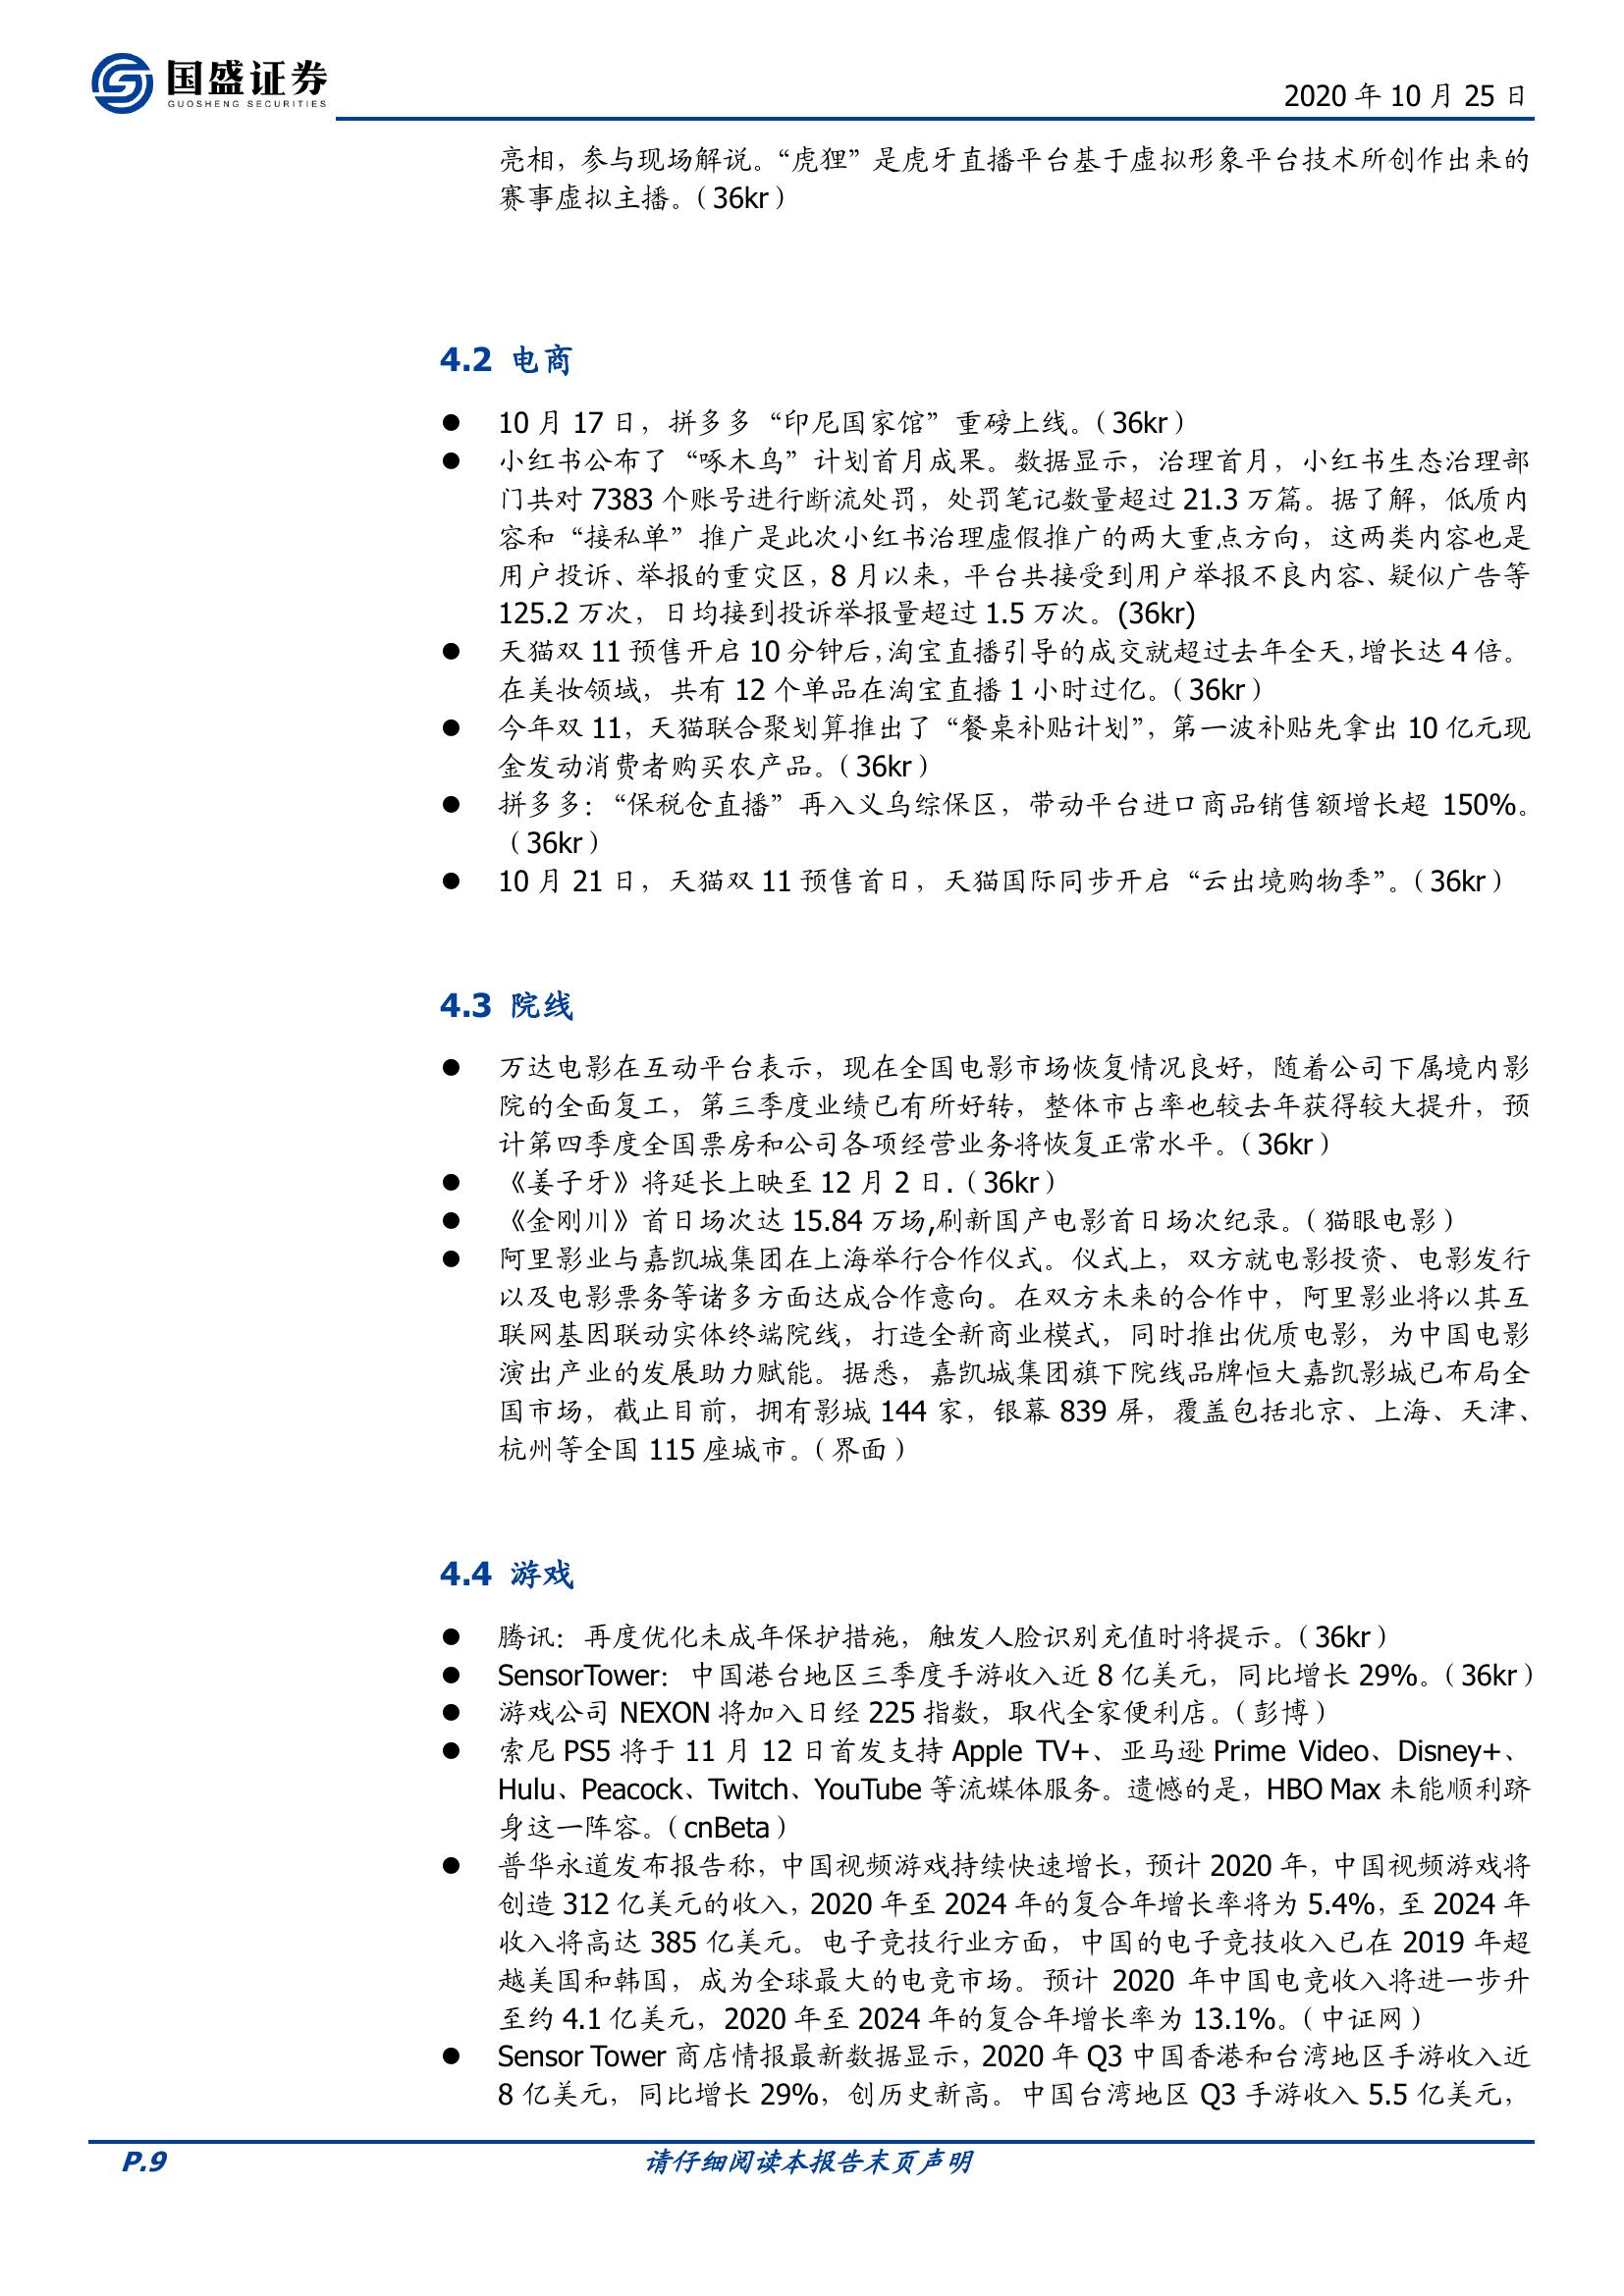 国盛证券
GUOSHENG SECURITIES
2020 年 10 月 25 日
亮相，参与现场解说。“虎狸”是虎牙直播平台基于虚拟形象平台技术所创作出来的
赛事虚拟主播。（36kr）
4.2 电商
● 10 月 17 日，拼多多“印尼国家馆”重磅上线。（36kr）
● 小红书公布了“啄木鸟”计划首月成果。数据显示，治理首月，小红书生态治理部
门共对 7383 个账号进行断流处罚，处罚笔记数量超过 21.3 万篇。据了解，低质内
容和“接私单”推广是此次小红书治理虚假推广的两大重点方向，这两类内容也是
用户投诉、举报的重灾区，8 月以来，平台共接受到用户举报不良内容、疑似广告等
125.2 万次，日均接到投诉举报量超过 1.5 万次。(36kr)
● 天猫双 11 预售开启 10 分钟后,淘宝直播引导的成交就超过去年全天,增长达 4 倍。
在美妆领域，共有 12 个单品在淘宝直播 1 小时过亿。（36kr）
● 今年双 11，天猫联合聚划算推出了“餐桌补贴计划”，第一波补贴先拿出 10 亿元现
金发动消费者购买农产品。（36kr）
● 拼多多：“保税仓直播”再入义乌综保区，带动平台进口商品销售额增长超 150%。
（36kr）
● 10 月 21 日，天猫双 11 预售首日，天猫国际同步开启“云出境购物季”。（36kr）
4.3 院线
● 万达电影在互动平台表示，现在全国电影市场恢复情况良好，随着公司下属境内影
院的全面复工，第三季度业绩已有所好转，整体市占率也较去年获得较大提升，预
计第四季度全国票房和公司各项经营业务将恢复正常水平。（36kr）
● 《姜子牙》将延长上映至 12 月 2 日.（36kr）
● 《金刚川》首日场次达 15.84 万场,刷新国产电影首日场次纪录。（猫眼电影）
● 阿里影业与嘉凯城集团在上海举行合作仪式。仪式上，双方就电影投资、电影发行
以及电影票务等诸多方面达成合作意向。在双方未来的合作中，阿里影业将以其互
联网基因联动实体终端院线，打造全新商业模式，同时推出优质电影，为中国电影
演出产业的发展助力赋能。据悉，嘉凯城集团旗下院线品牌恒大嘉凯影城已布局全
国市场，截止目前，拥有影城 144 家，银幕 839 屏，覆盖包括北京、上海、天津、
杭州等全国 115 座城市。（界面）
4.4 游戏
● 腾讯：再度优化未成年保护措施，触发人脸识别充值时将提示。（36kr）
● SensorTower：中国港台地区三季度手游收入近 8 亿美元，同比增长 29%。（36kr）
● 游戏公司 NEXON 将加入日经 225 指数，取代全家便利店。（彭博）
● 索尼 PS5 将于 11 月 12 日首发支持 Apple TV+、亚马逊 Prime Video、Disney+、
Hulu、Peacock、Twitch、YouTube 等流媒体服务。遗憾的是，HBO Max 未能顺利跻
身这一阵容。（cnBeta）
● 普华永道发布报告称，中国视频游戏持续快速增长，预计 2020 年，中国视频游戏将
创造 312 亿美元的收入，2020 年至 2024 年的复合年增长率将为 5.4%，至 2024 年
收入将高达 385 亿美元。电子竞技行业方面，中国的电子竞技收入已在 2019 年超
越美国和韩国，成为全球最大的电竞市场。预计 2020 年中国电竞收入将进一步升
至约 4.1 亿美元，2020 年至 2024 年的复合年增长率为 13.1%。（中证网）
● Sensor Tower 商店情报最新数据显示，2020 年 Q3 中国香港和台湾地区手游收入近
8 亿美元，同比增长 29%，创历史新高。中国台湾地区 Q3 手游收入 5.5 亿美元，
P.9
请仔细阅读本报告末页声明